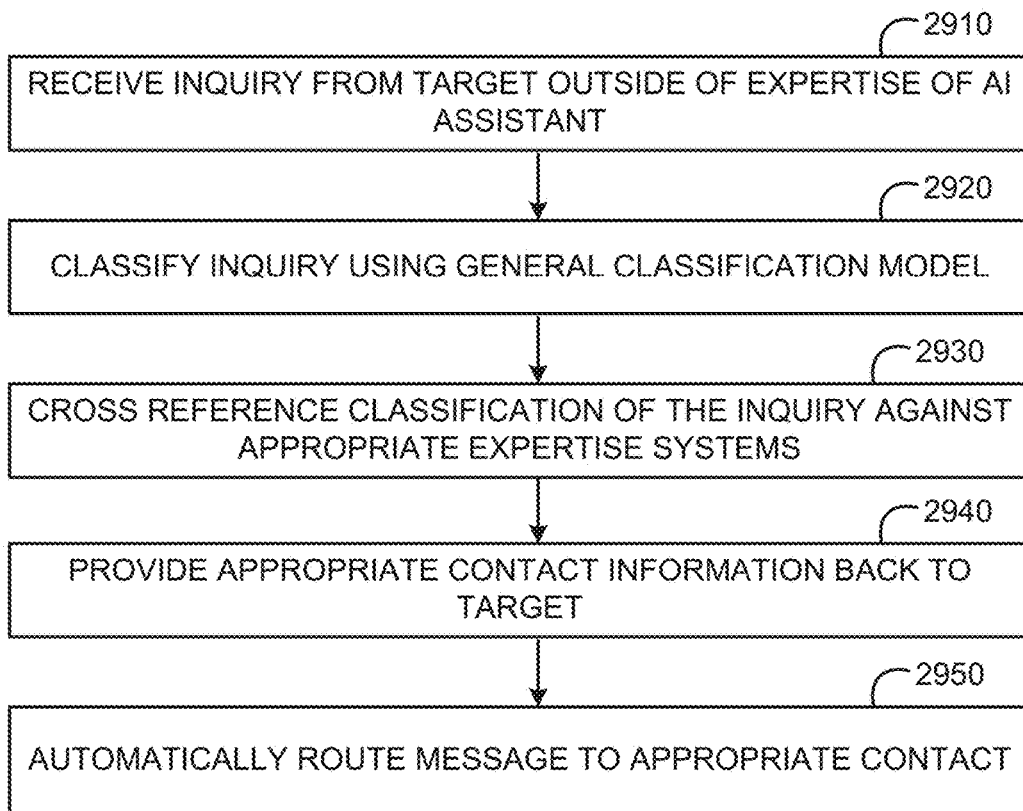 2910
RECEIVE INQUIRY FROM TARGET OUTSIDE OF EXPERTISE OF AI
ASSISTANT
2920
CLASSIFY INQUIRY USING GENERAL CLASSIFICATION MODEL
2930
CROSS REFERENCE CLASSIFICATION OF THE INQUIRY AGAINST
APPROPRIATE EXPERTISE SYSTEMS
2940
PROVIDE APPROPRIATE CONTACT INFORMATION BACK TO
TARGET
2950
AUTOMATICALLY ROUTE MESSAGE TO APPROPRIATE CONTACT